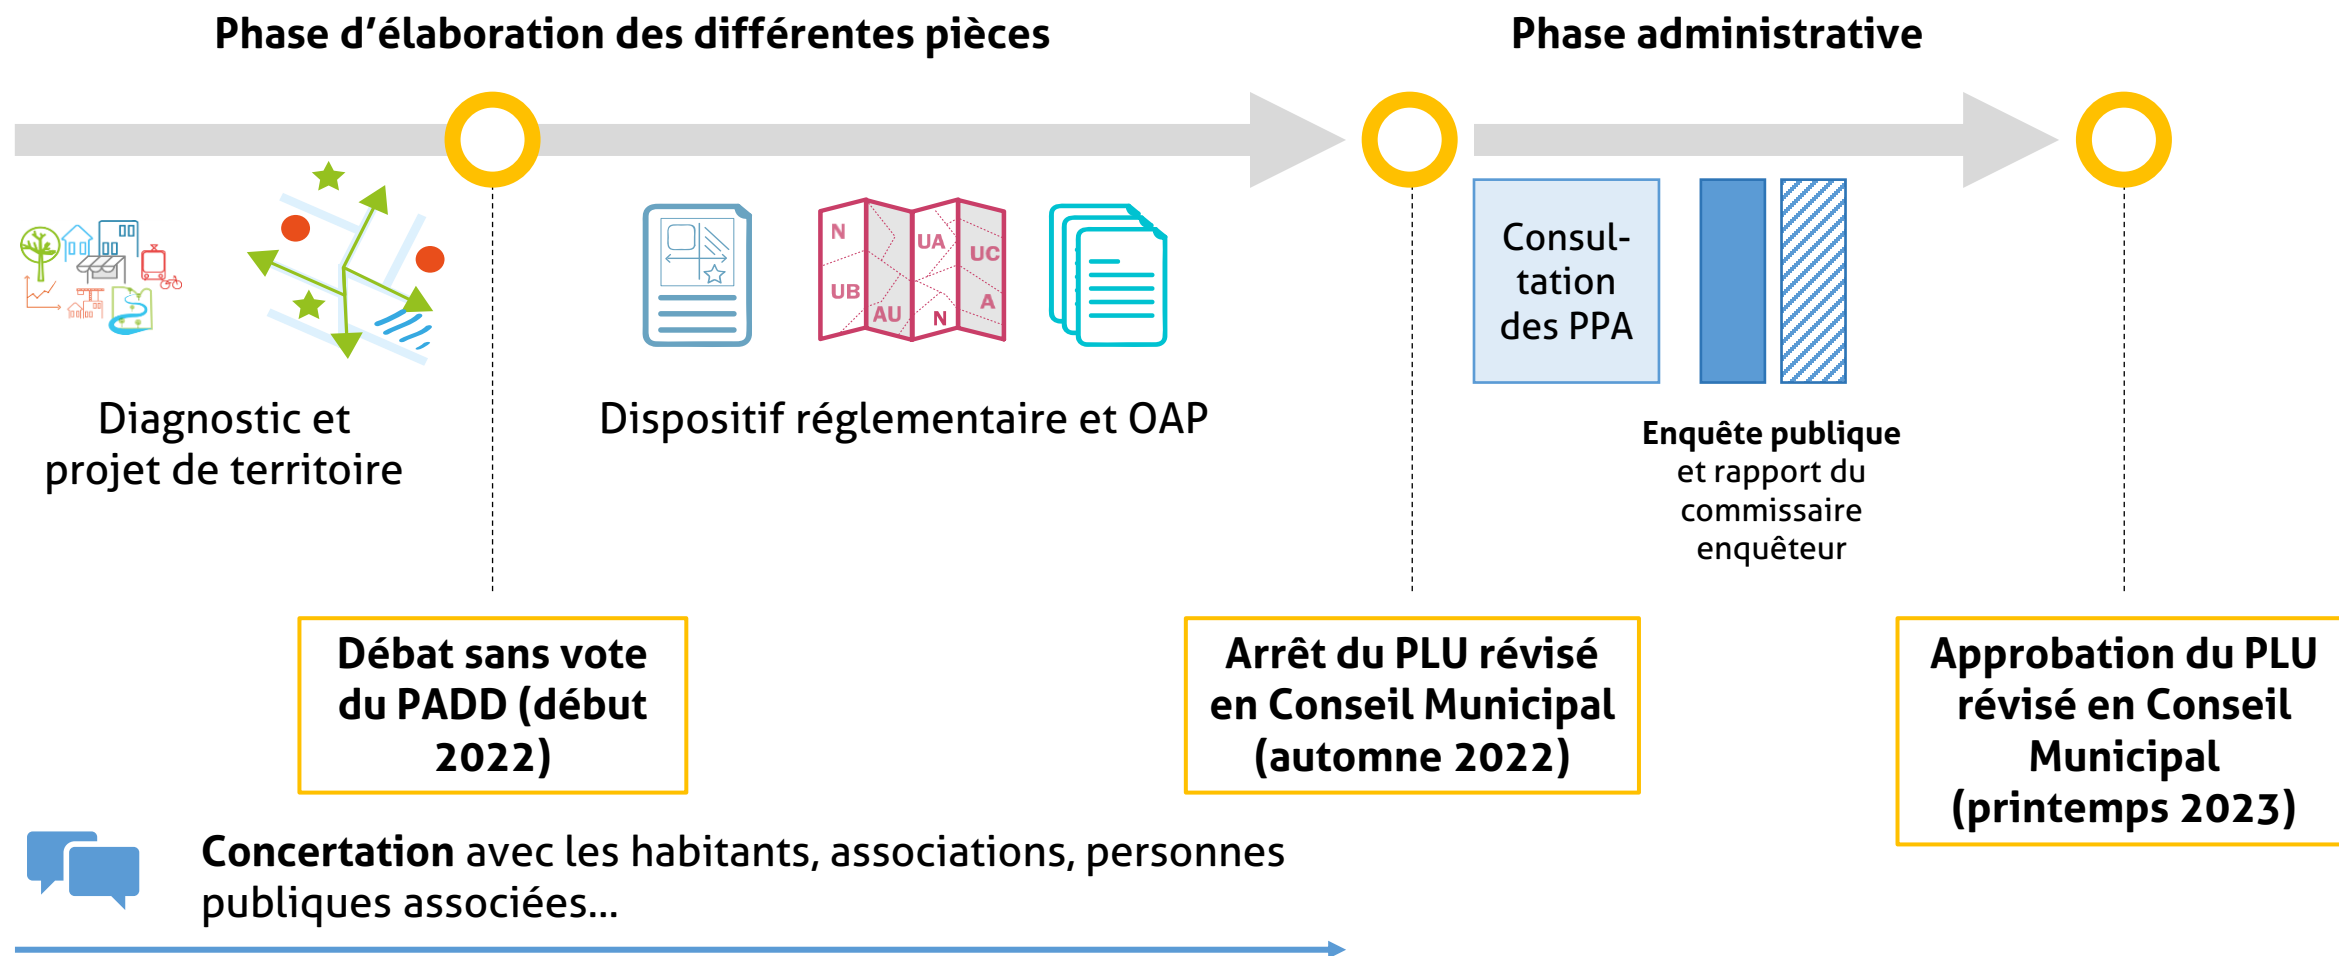 Phase d’élaboration des différentes pièces
Phase administrative
N
UB
AU
UA
N
UC
A
Consul-
tation
des PPA
Diagnostic et
projet de territoire
Dispositif réglementaire et OAP
Enquête publique
et rapport du
commissaire
enquêteur
Débat sans vote
du PADD (début
2022)
Arrêt du PLU révisé
en Conseil Municipal
(automne 2022)
Approbation du PLU
révisé en Conseil
Municipal
(printemps 2023)
Concertation avec les habitants, associations, personnes
publiques associées...